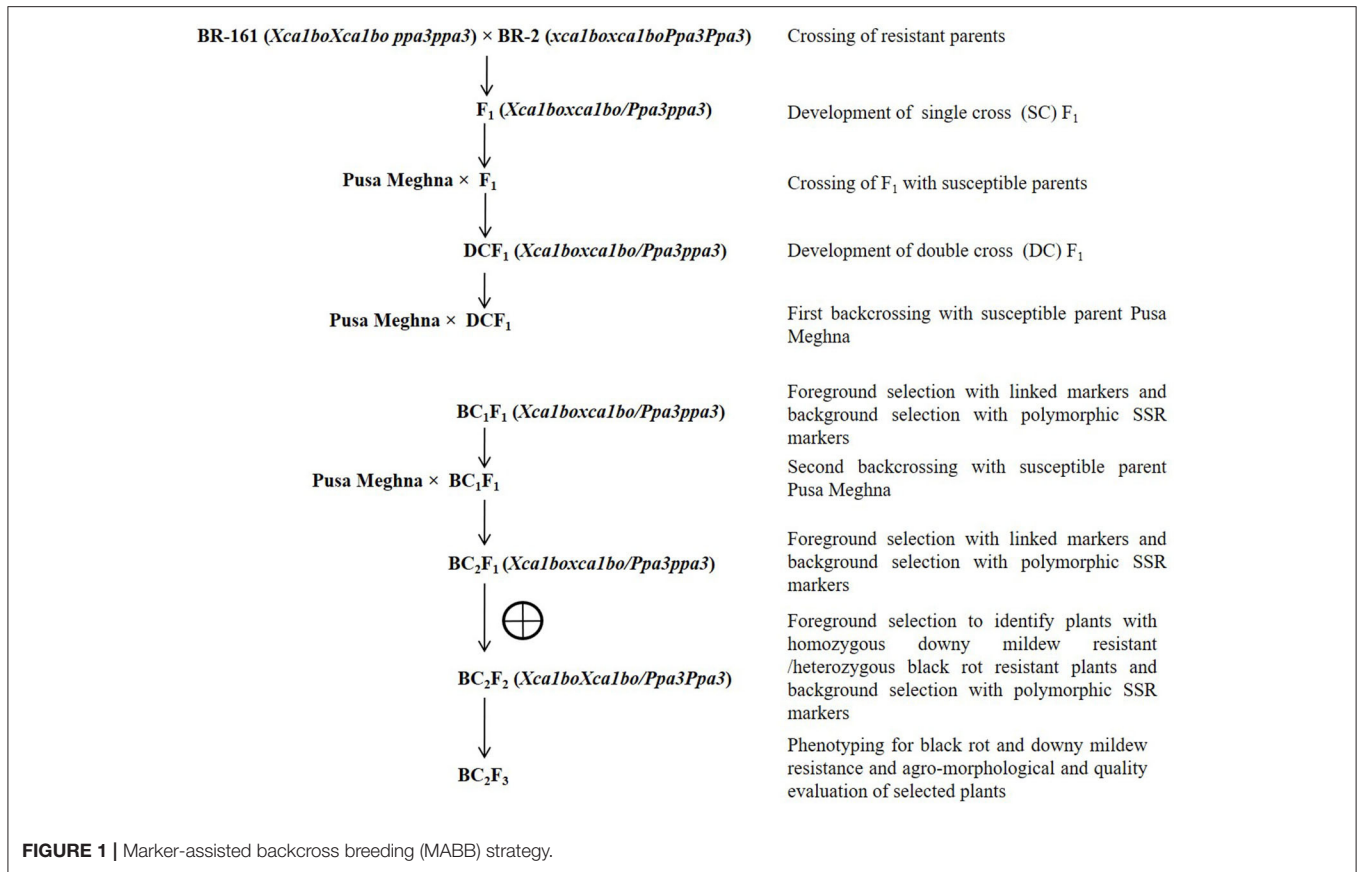 BR-161 (Xca1boXca1bo ppa3ppa3) × BR-2 (xca1boxca1boPpa3Ppa3)
Crossing of resistant parents
F₁ (Xca1boxca1bo/Ppa3ppa3)
Development of single cross (SC) F₁
Pusa Meghna × F₁
Crossing of F₁ with susceptible parents
DCF₁ (Xca1boxca1bo/Ppa3ppa3)
Development of double cross (DC) F₁
Pusa Meghna × DCF₁
First backcrossing with susceptible parent Pusa
Meghna
BC₁F₁ (Xca1boxca1bo/Ppa3ppa3)
Foreground selection with linked markers and
background selection with polymorphic SSR
markers
Pusa Meghna × BC₁F₁
Second backcrossing with susceptible parent
Pusa Meghna
BC₂F₁ (Xca1boxca1bo/Ppa3ppa3)
Foreground selection with linked markers and
background selection with polymorphic SSR
markers
BC₂F₂ (Xca1boXca1bo/Ppa3Ppa3)
Foreground selection to identify plants with
homozygous downy mildew resistant
/heterozygous black rot resistant plants and
background selection with polymorphic SSR
markers
BC₂F₃
Phenotyping for black rot and downy mildew
resistance and agro-morphological and quality
evaluation of selected plants
FIGURE 1 | Marker-assisted backcross breeding (MABB) strategy.